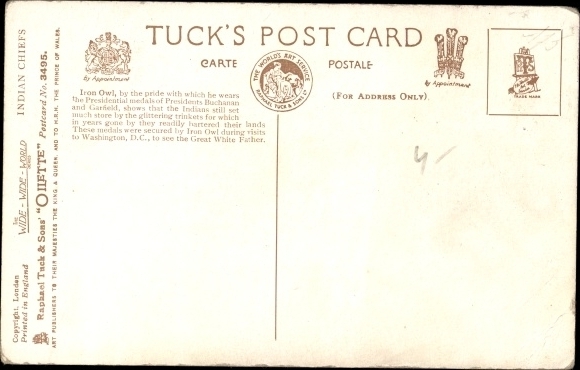 TUCK'S POST CARD
CARTE POSTALE
(FOR ADDRESS ONLY)
By Appointment
THE WORLD'S ART SERVICE
RAPHAEL TUCK & SONS LTD
by Appointment
TRADE MARK
Iron Owl, by the pride with which he wears
the Presidential medals of Presidents Buchanan
and Garfield, shows that the Indians still set
much store by the glittering trinkets for which
in years gone by they readily bartered their lands
These medals were secured by Iron Owl during visits
to Washington, D.C., to see the Great White Father.
4-
Copyright, London
Printed in England
The WIDE-WIDE-WORLD SERIES INDIAN CHIEFS
Raphael Tuck & Sons' "OILETTE" Postcard No. 3495.
ART PUBLISHERS TO THEIR MAJESTIES THE KING & QUEEN, AND TO H.R.H. THE PRINCE OF WALES.